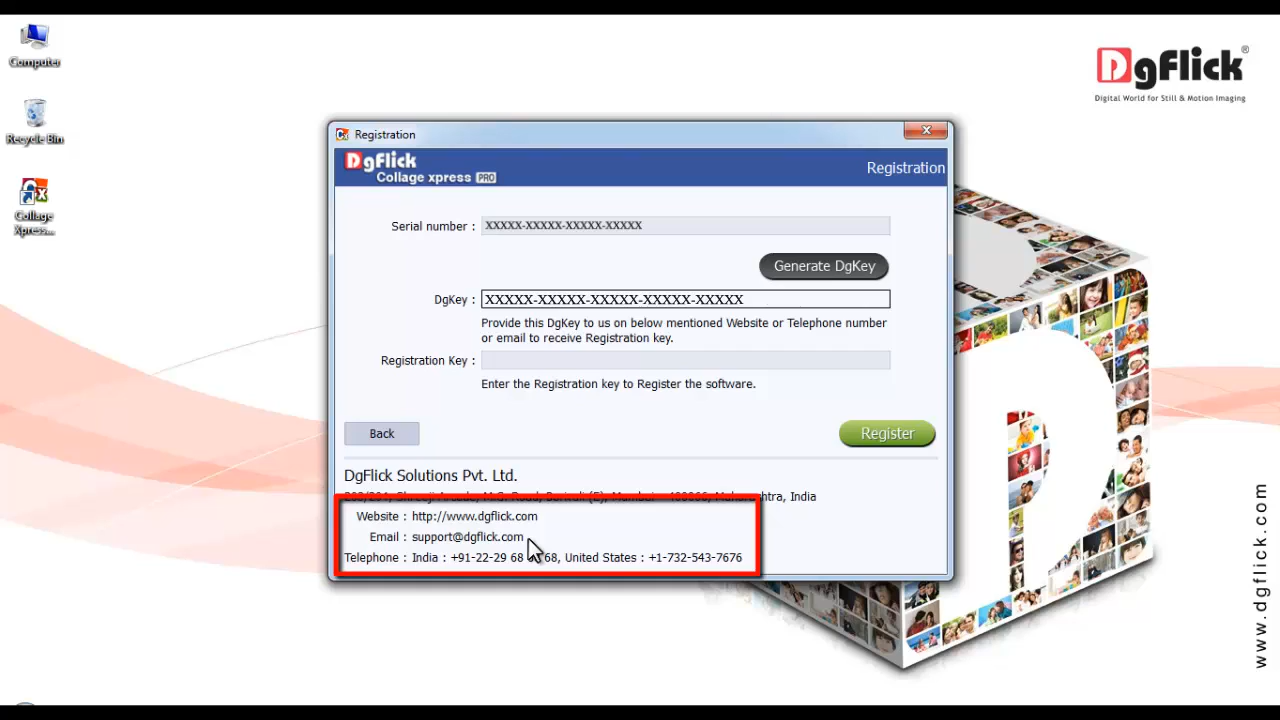 Computer
Recycle Bin
Collage
Xpress...
DgFlick®
Digital World for Still & Motion Imaging
Registration
DgFlick
Collage xpress PRO
Registration
Serial number : XXXXX-XXXXX-XXXXX-XXXXX
Generate DgKey
DgKey : XXXXX-XXXXX-XXXXX-XXXXX-XXXXX
Provide this DgKey to us on below mentioned Website or Telephone number
or email to receive Registration key.
Registration Key :
Enter the Registration key to Register the software.
Back
Register
DgFlick Solutions Pvt. Ltd.
India
Website : http://www.dgflick.com
Email : support@dgflick.com
Telephone : India : +91-22-29 68 68, United States : +1-732-543-7676
www.dgflick.com